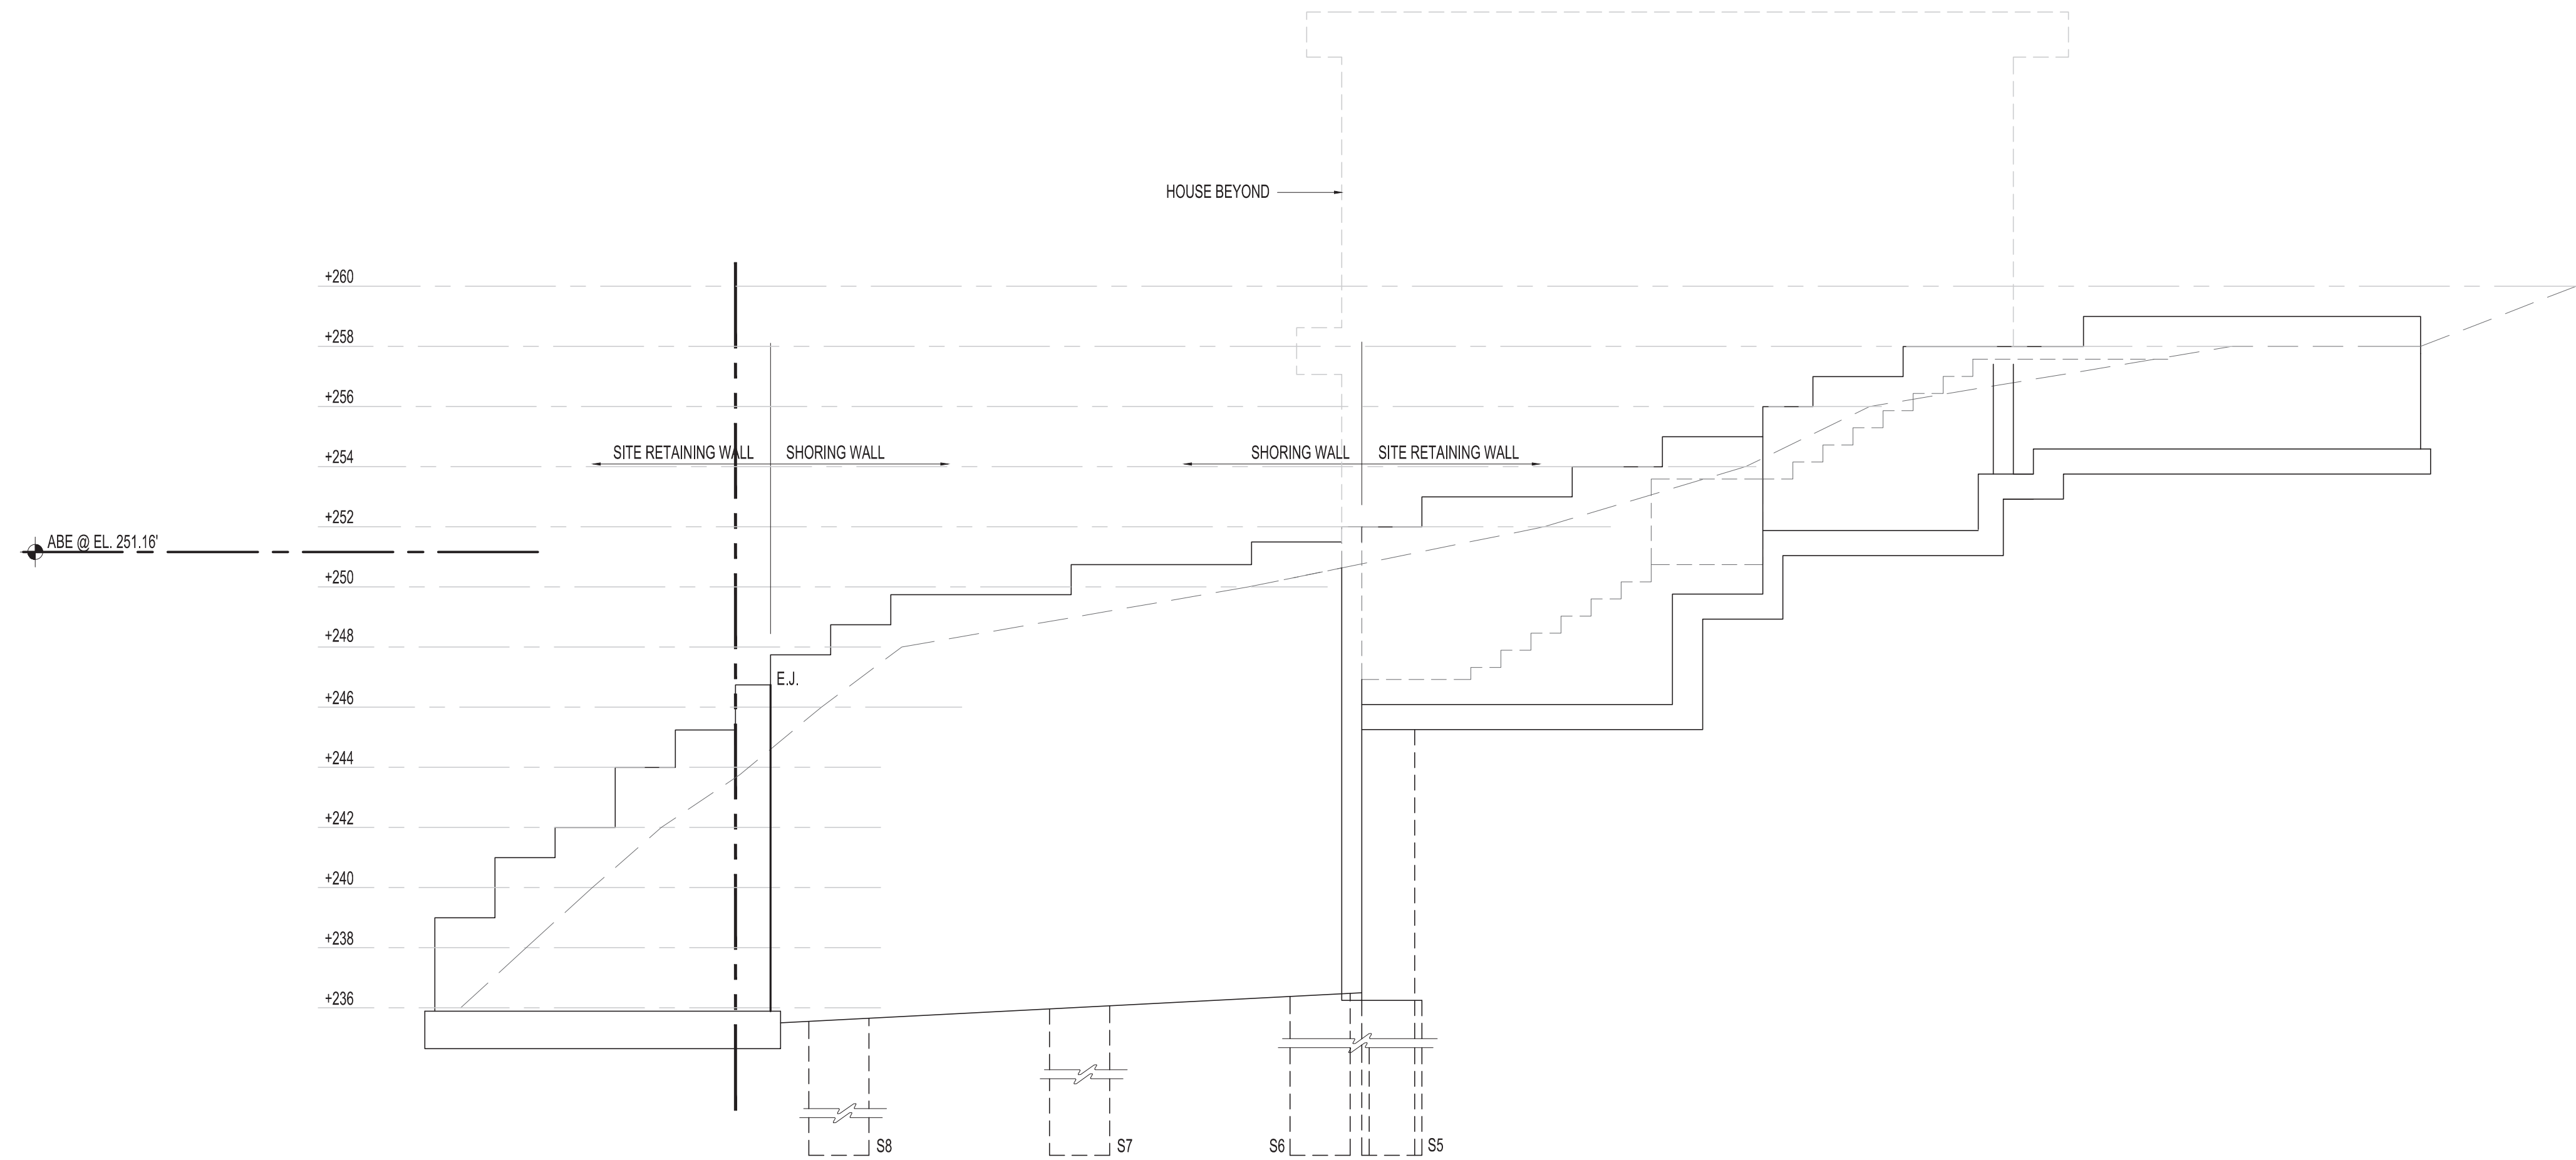 HOUSE BEYOND
+260
+258
+256
+254
SITE RETAINING WALL
SHORING WALL
SHORING WALL
SITE RETAINING WALL
+252
ABE @ EL. 251.16'
+250
+248
E.J.
+246
+244
+242
+240
+238
+236
S8
S7
S6
S5